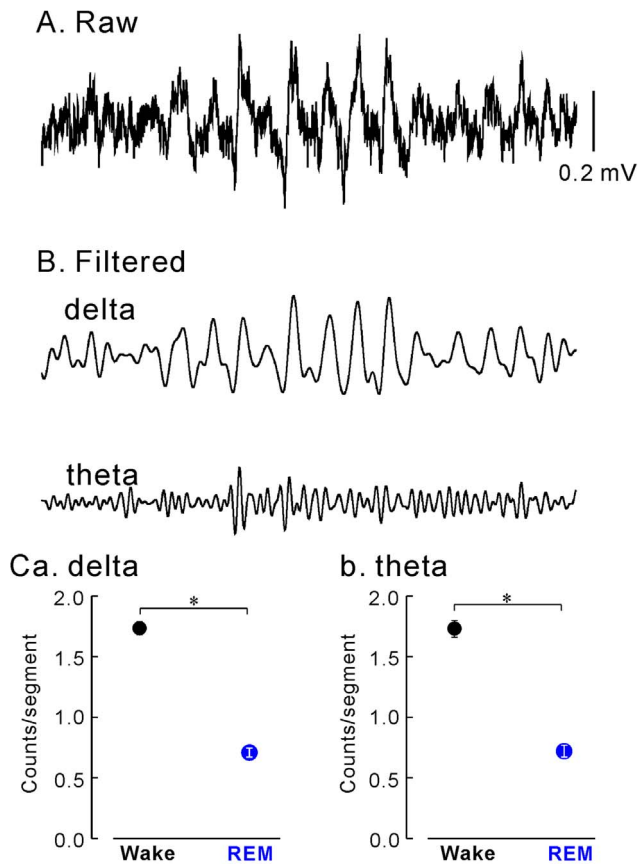 A. Raw
0.2 mV
B. Filtered
delta
theta
Ca. delta
Counts/segment
2.0
1.5
1.0
0.5
0.0
*
Wake
REM
b. theta
Counts/segment
2.0
1.5
1.0
0.5
0.0
*
Wake
REM